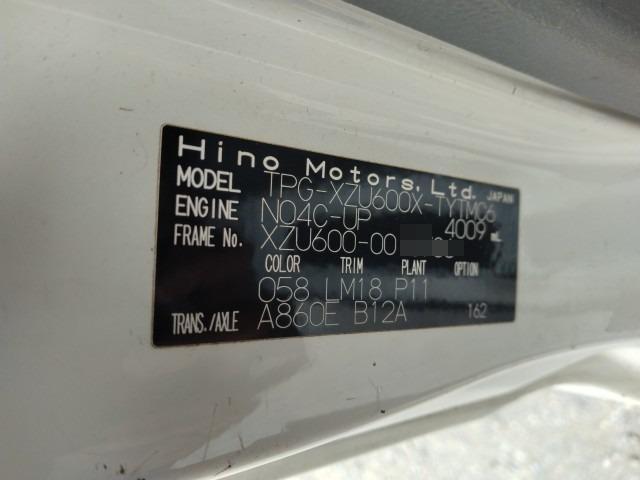 Hino Motors, Ltd. JAPAN
MODEL TPG-XZU600X-TYTMC6
ENGINE N04C-UP 4009 mL
FRAME No. XZU600-00
COLOR TRIM PLANT OPTION
058 LM18 P11
TRANS./AXLE A860E B12A 162